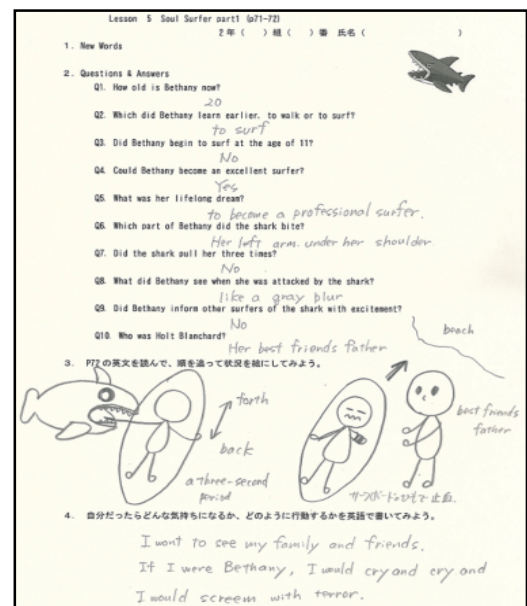 Lesson 5 Soul Surfer part1 (p71-72)
2年( )組( )番 氏名( )
1. New Words
2. Questions & Answers
Q1. How old is Bethany now?
20
Q2. Which did Bethany learn earlier, to walk or to surf?
to surf
Q3. Did Bethany begin to surf at the age of 11?
No
Q4. Could Bethany become an excellent surfer?
Yes
Q5. What was her lifelong dream?
to become a professional surfer.
Q6. Which part of Bethany did the shark bite?
Her left arm. under her shoulder
Q7. Did the shark pull her three times?
No
Q8. What did Bethany see when she was attacked by the shark?
like a gray blur
Q9. Did Bethany inform other surfers of the shark with excitement?
No
Q10. Who was Holt Blanchard?
Her best friends father
3. P72の英文を読んで、順を追って状況を絵にしてみよう。
beach
forth
back
a three-second
period
best friends
father
サーフボードのひもで止血
4. 自分だったらどんな気持ちになるか、どのように行動するかを英語で書いてみよう。
I want to see my family and friends.
If I were Bethany, I would cry and cry and
I would screem with terror.